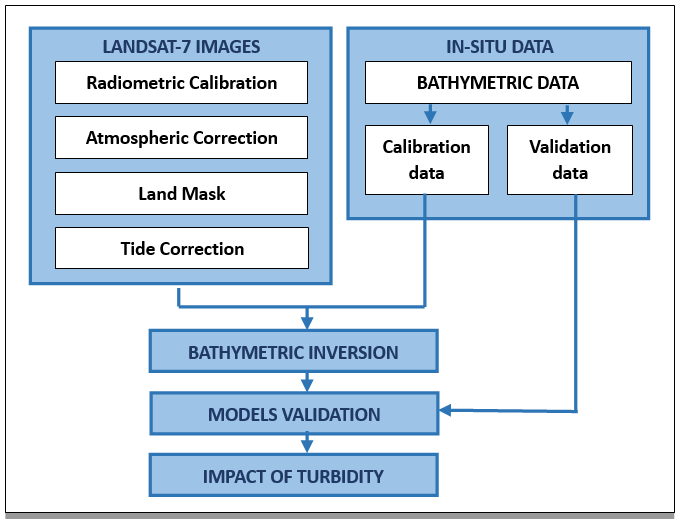 LANDSAT-7 IMAGES
Radiometric Calibration
Atmospheric Correction
Land Mask
Tide Correction
IN-SITU DATA
BATHYMETRIC DATA
Calibration
data
Validation
data
BATHYMETRIC INVERSION
MODELS VALIDATION
IMPACT OF TURBIDITY